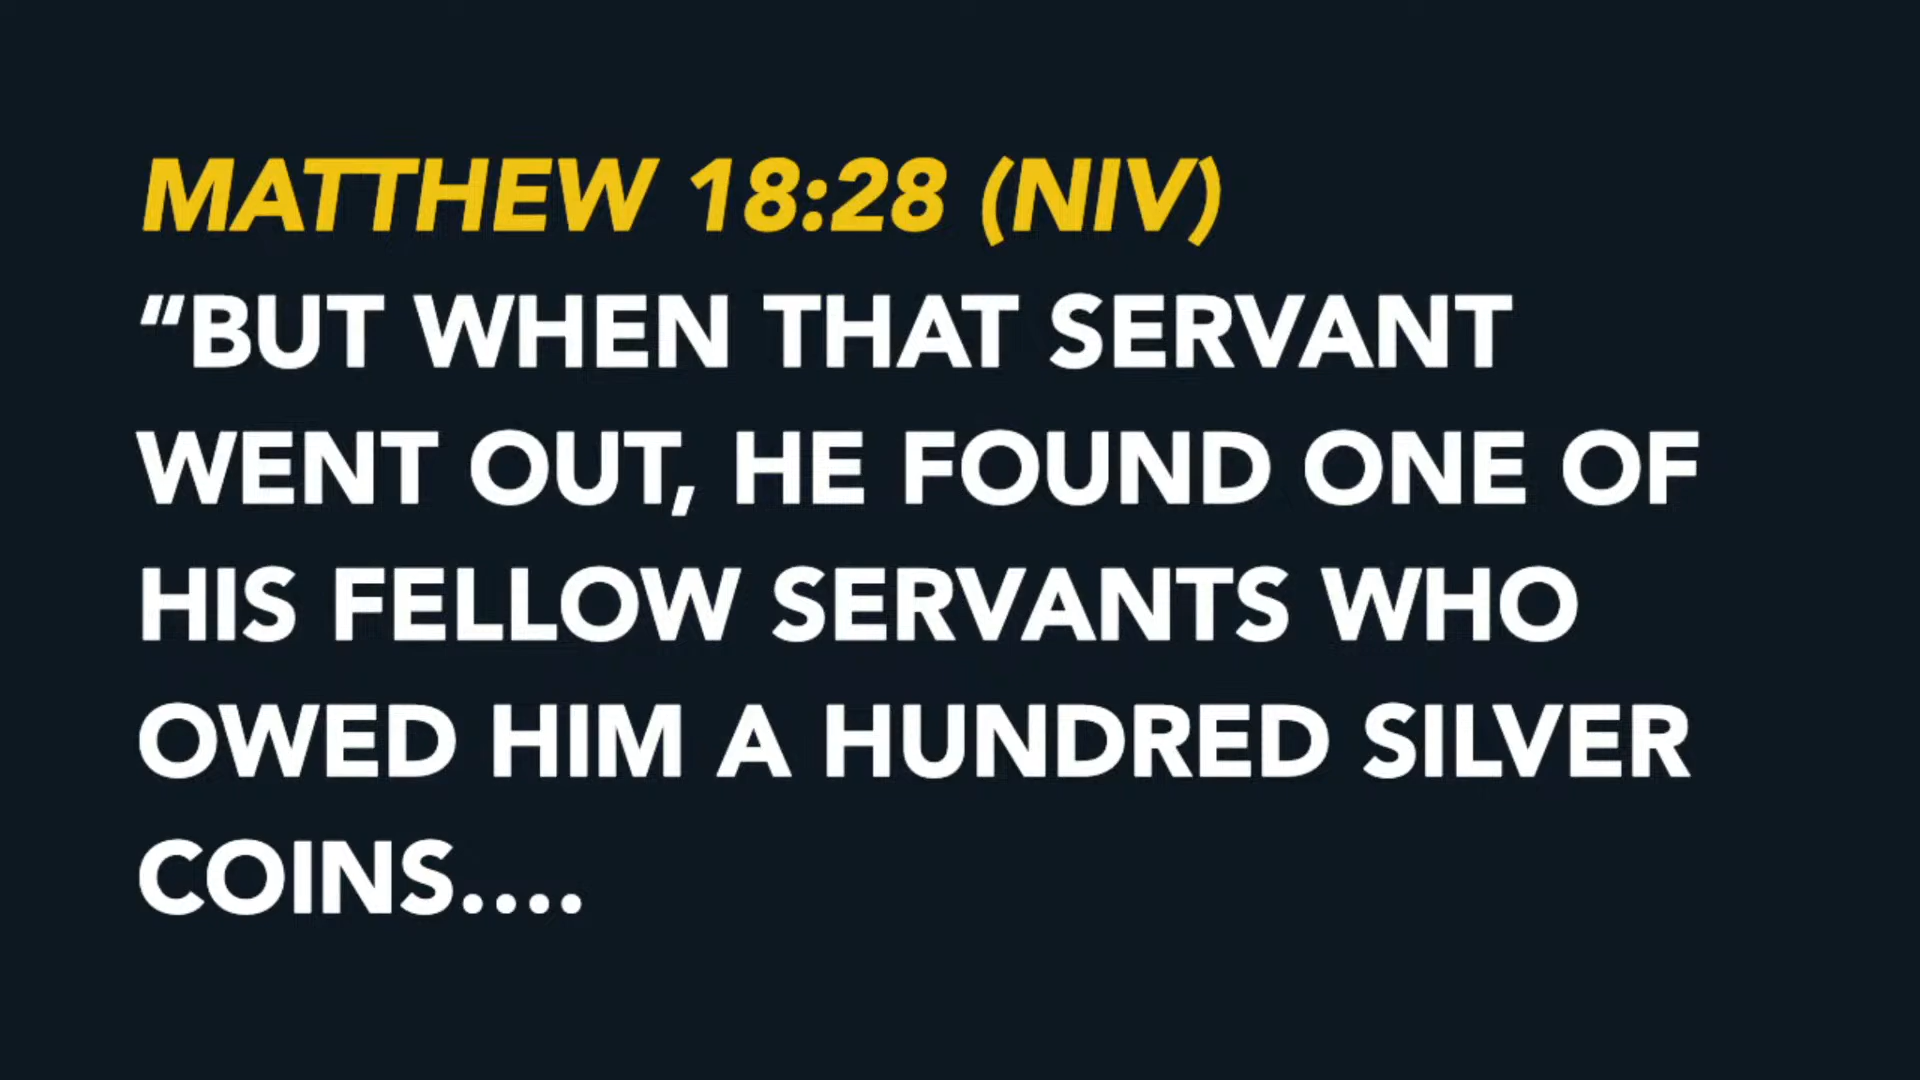 MATTHEW 18:28 (NIV)
“BUT WHEN THAT SERVANT
WENT OUT, HE FOUND ONE OF
HIS FELLOW SERVANTS WHO
OWED HIM A HUNDRED SILVER
COINS....